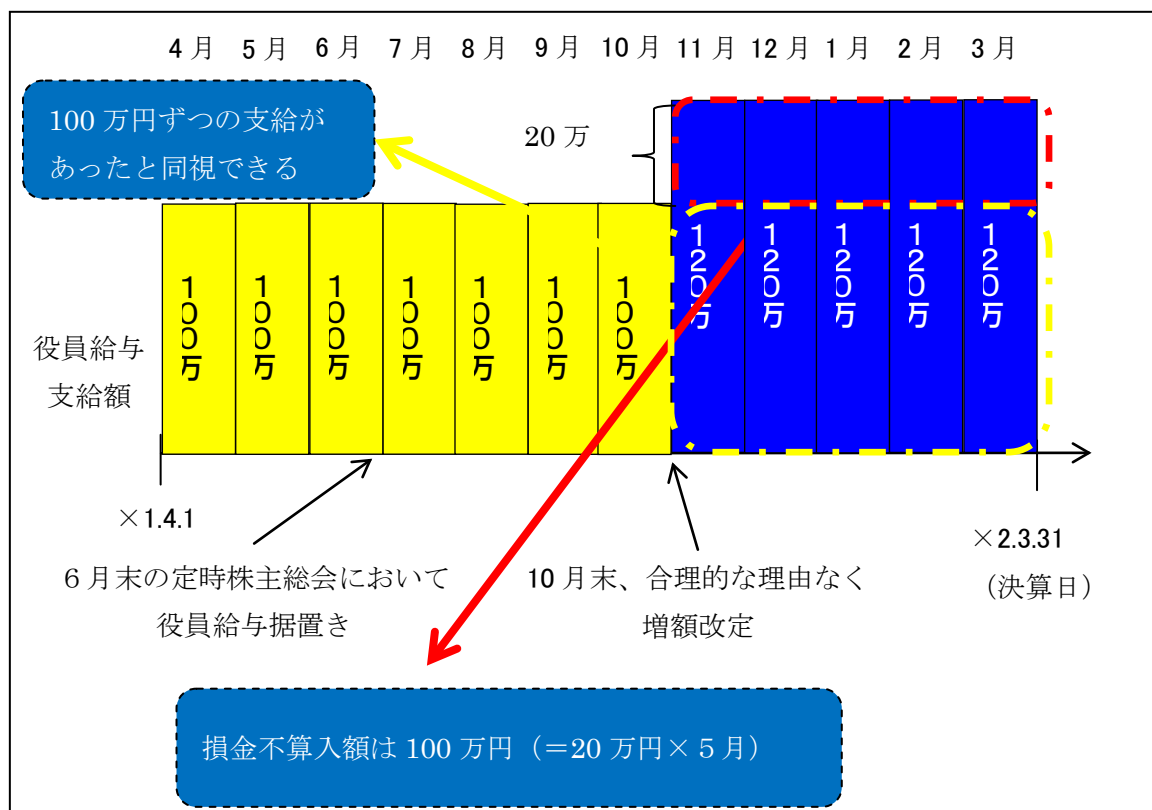 4月 5月 6月 7月 8月 9月 10月 11月 12月 1月 2月 3月
100万円ずつの支給が
あったと同視できる
20万
役員給与
支給額
100万
100万
100万
100万
100万
100万
100万
120万
120万
120万
120万
120万
×1.4.1
×2.3.31
(決算日)
6月末の定時株主総会において
役員給与据置き
10月末、合理的な理由なく
増額改定
損金不算入額は100万円(=20万円×5月)